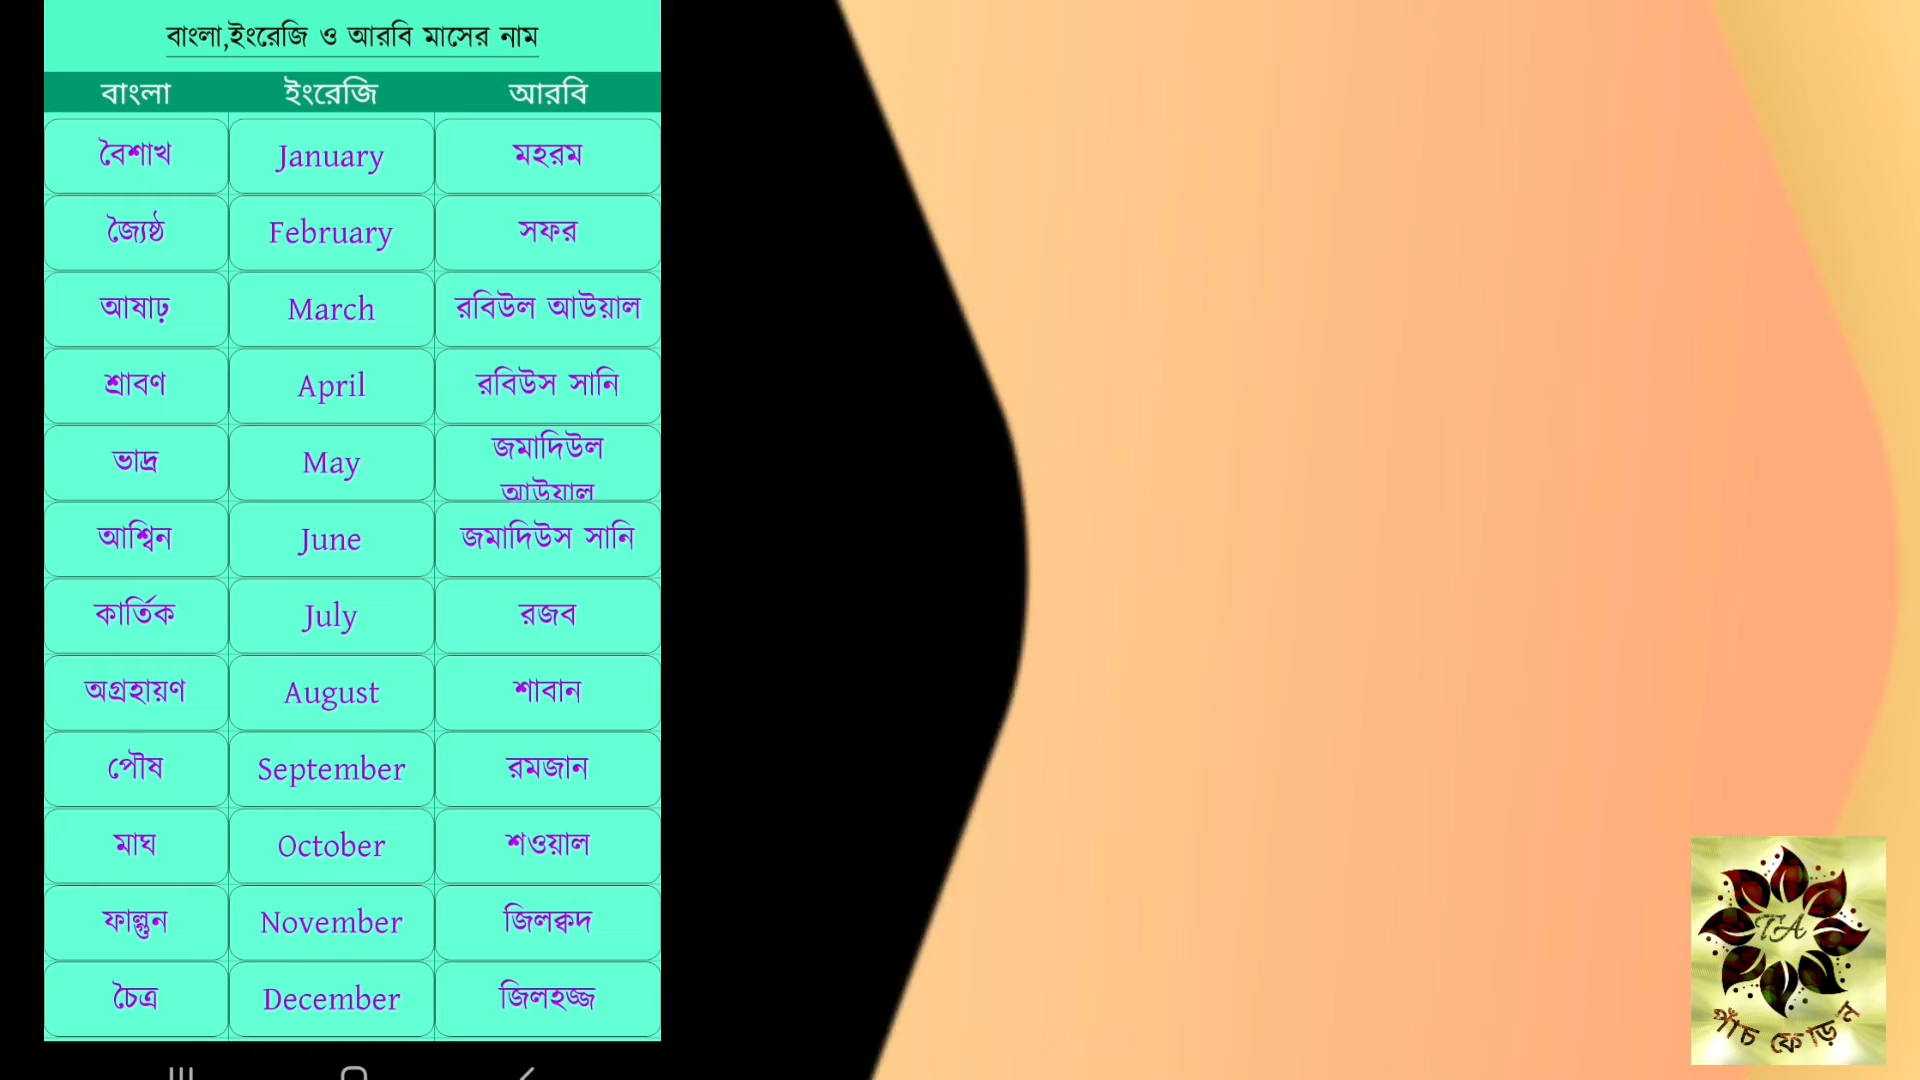 বাংলা,ইংরেজি ও আরবি মাসের নাম
বাংলা ইংরেজি আরবি
বৈশাখ January মহরম
জ্যৈষ্ঠ February সফর
আষাঢ় March রবিউল আউয়াল
শ্রাবণ April রবিউস সানি
ভাদ্র May জমাদিউল আউয়াল
আশ্বিন June জমাদিউস সানি
কার্তিক July রজব
অগ্রহায়ণ August শাবান
পৌষ September রমজান
মাঘ October শওয়াল
ফাল্গুন November জিলক্বদ
চৈত্র December জিলহজ্জ
TA
পাঁচ ফোড়ন